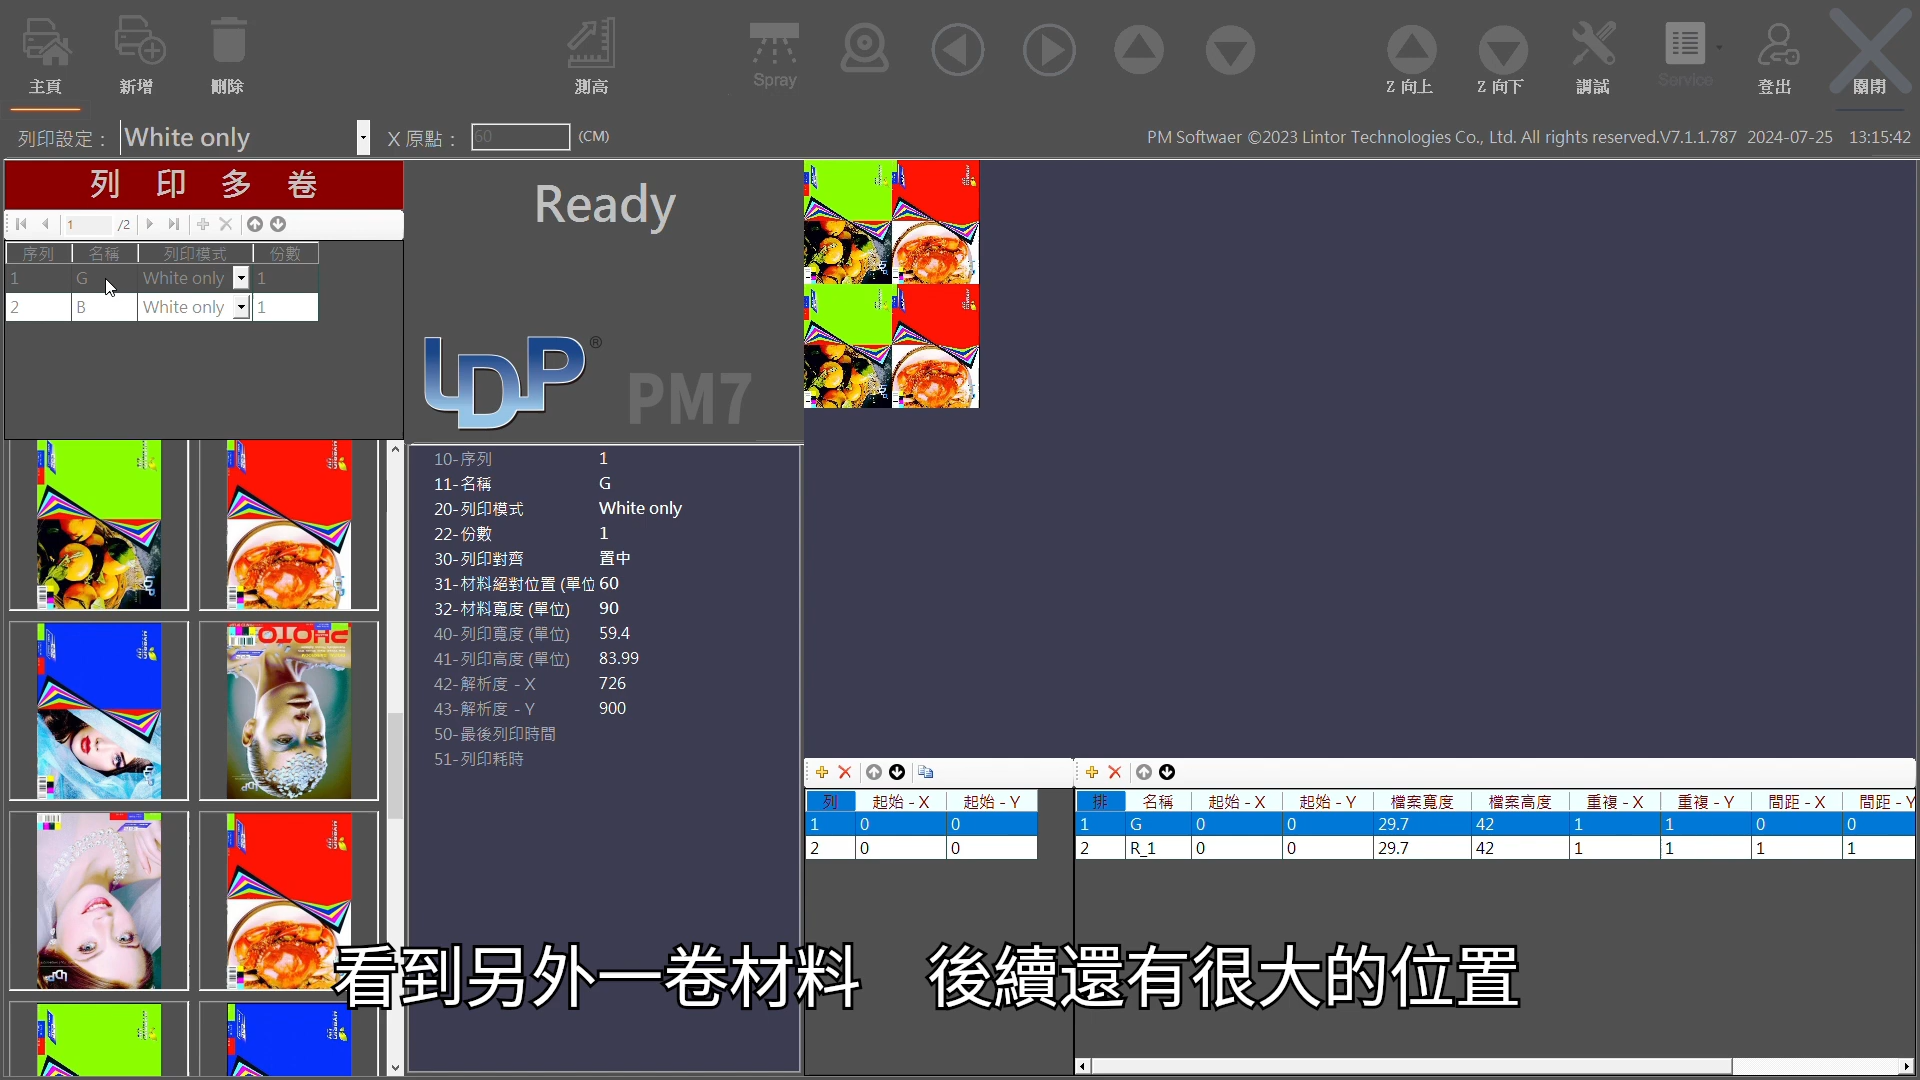 主頁
新增
刪除
測高
Spray
Z 向上
Z 向下
調試
Service
登出
關閉
列印設定： White only X 原點： 60 (CM)
PM Softwaer ©2023 Lintor Technologies Co., Ltd. All rights reserved.V7.1.1.787 2024-07-25 13:15:42
列 印 多 卷
1 /2
序列 名稱 列印模式 份數
1 G White only 1
2 B White only 1
Ready
LDP®
PM7
10-序列 1
11-名稱 G
20-列印模式 White only
22-份數 1
30-列印對齊 置中
31-材料絕對位置 (單位 60
32-材料寬度 (單位) 90
40-列印寬度 (單位) 59.4
41-列印高度 (單位) 83.99
42-解析度 - X 726
43-解析度 - Y 900
50-最後列印時間
51-列印耗時
列 起始 - X 起始 - Y
1 0 0
2 0 0
排 名稱 起始 - X 起始 - Y 檔案寬度 檔案高度 重複 - X 重複 - Y 間距 - X 間距 - Y
1 G 0 0 29.7 42 1 1 0 0
2 R_1 0 0 29.7 42 1 1 1 1
PHOTO
看到另外一卷材料 後續還有很大的位置